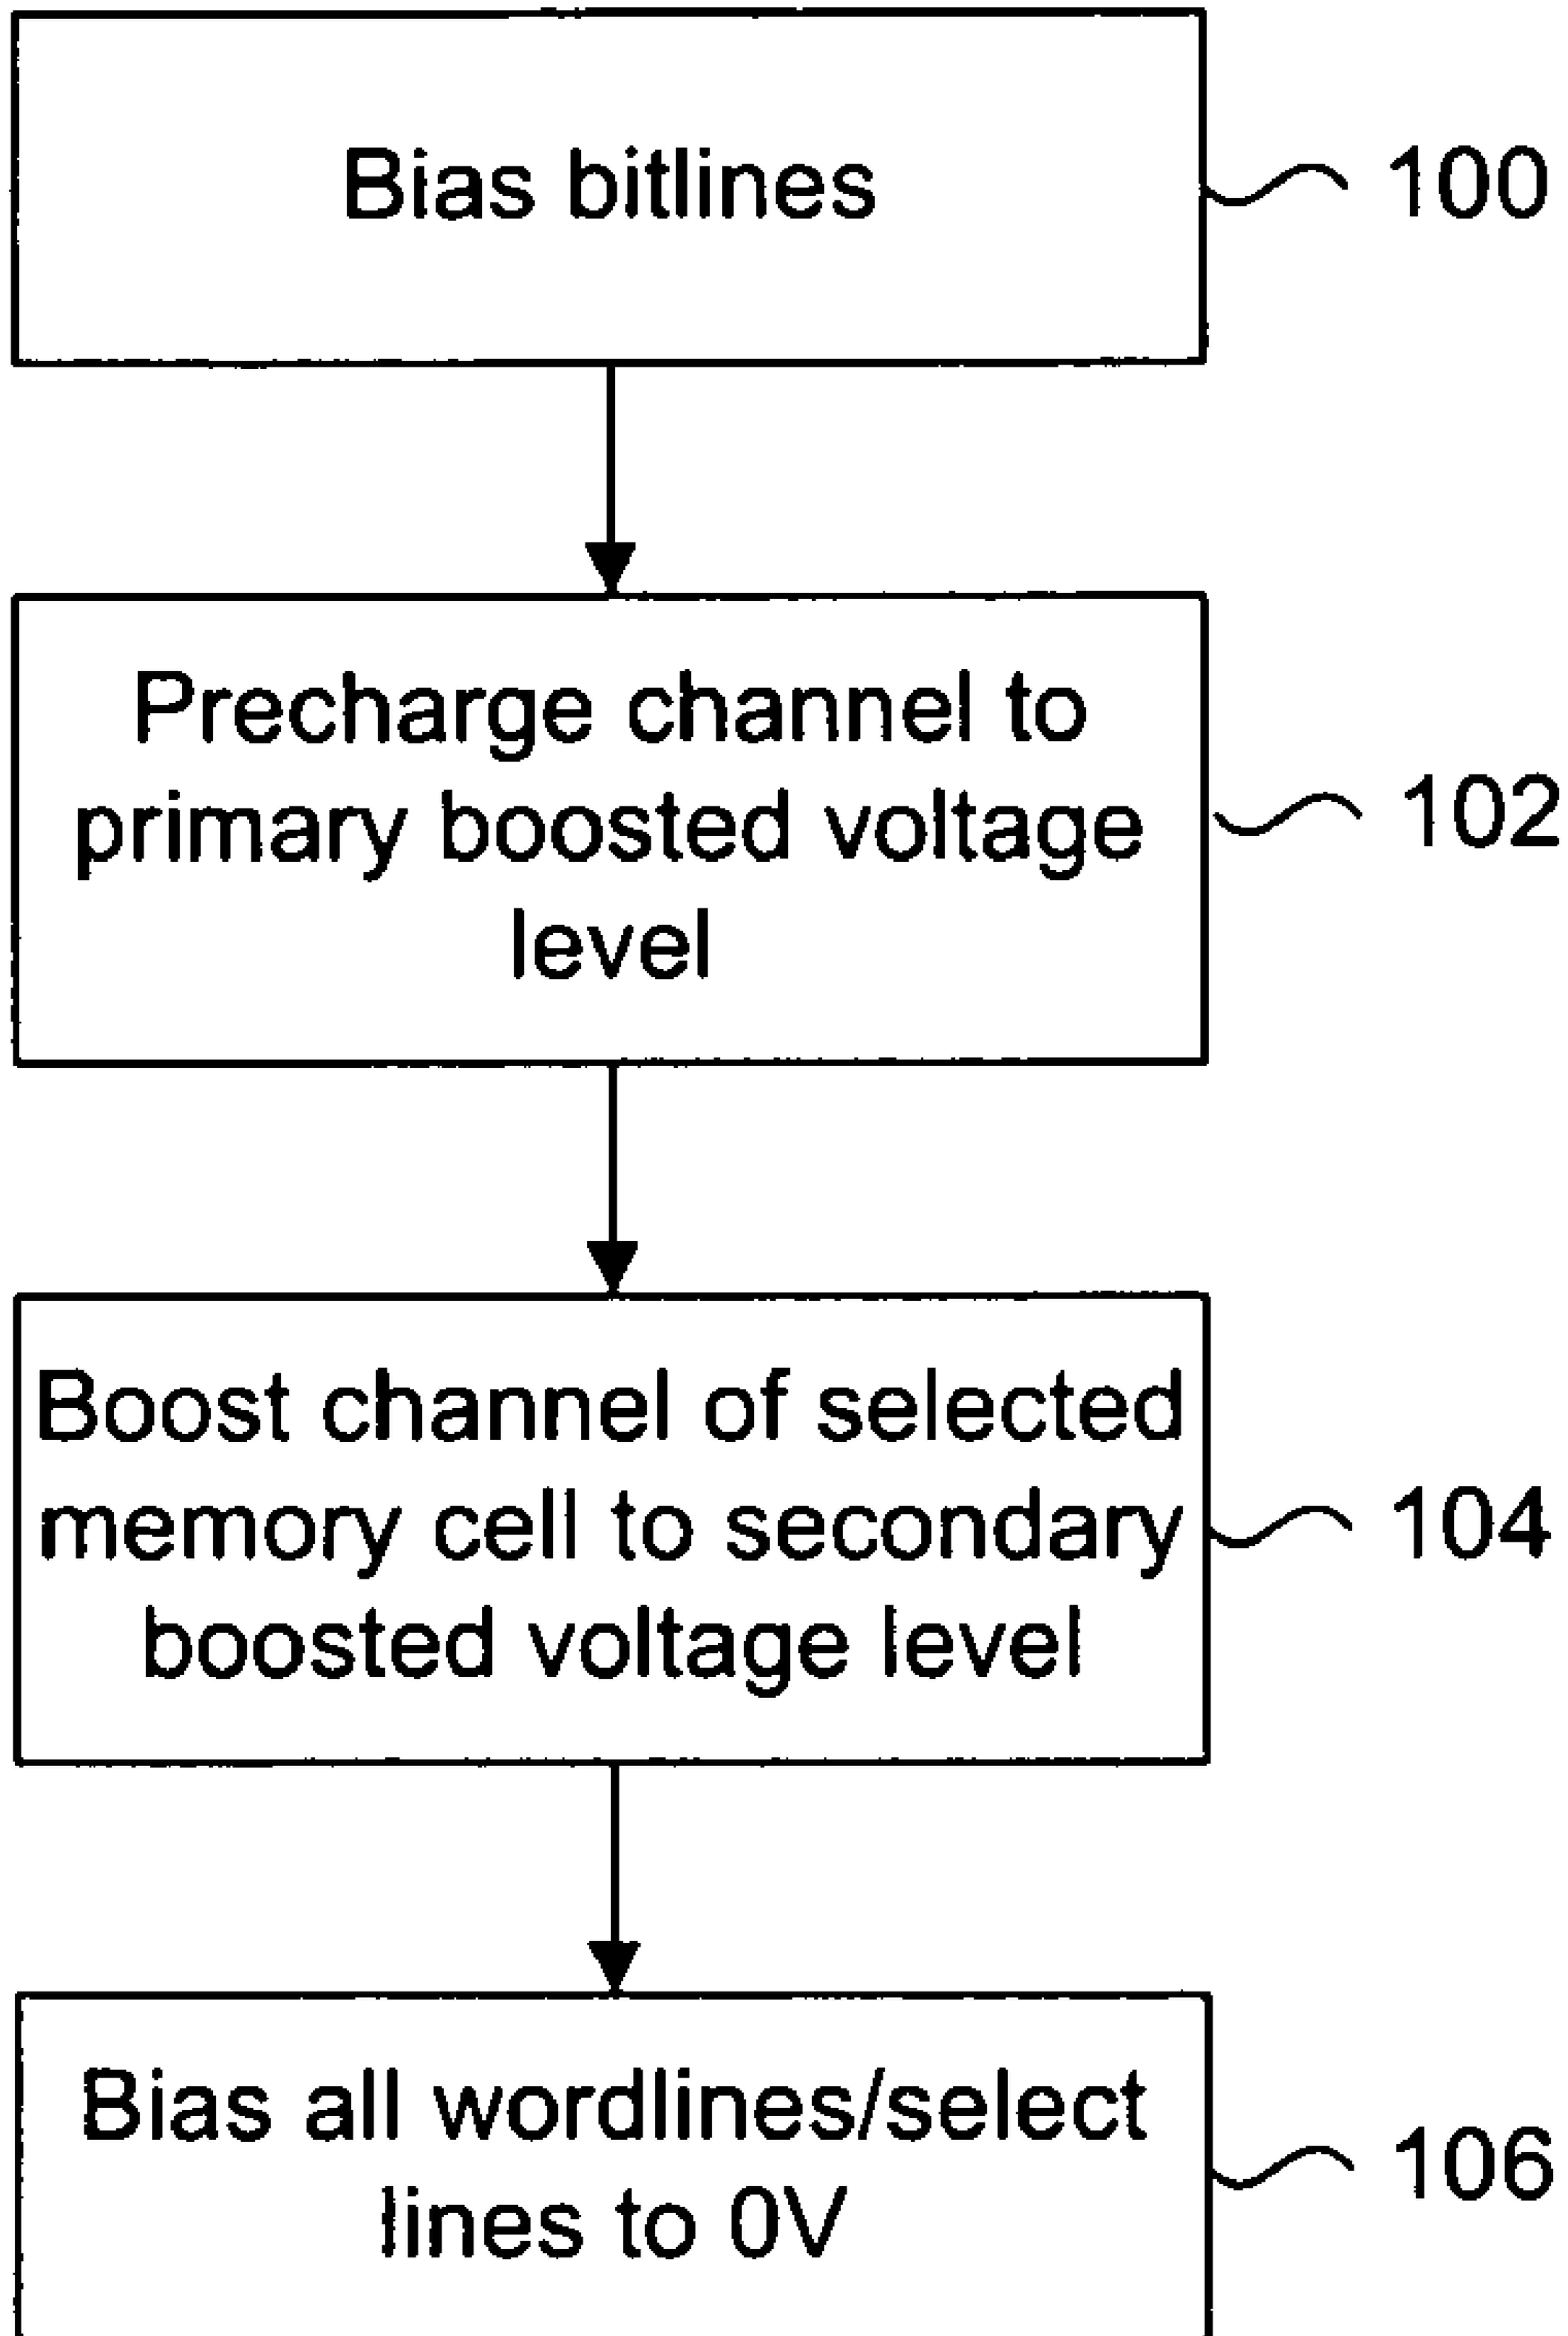 Bias bitlines
100
Precharge channel to
primary boosted voltage
level
102
Boost channel of selected
memory cell to secondary
boosted voltage level
104
Bias all wordlines/select
lines to 0V
106